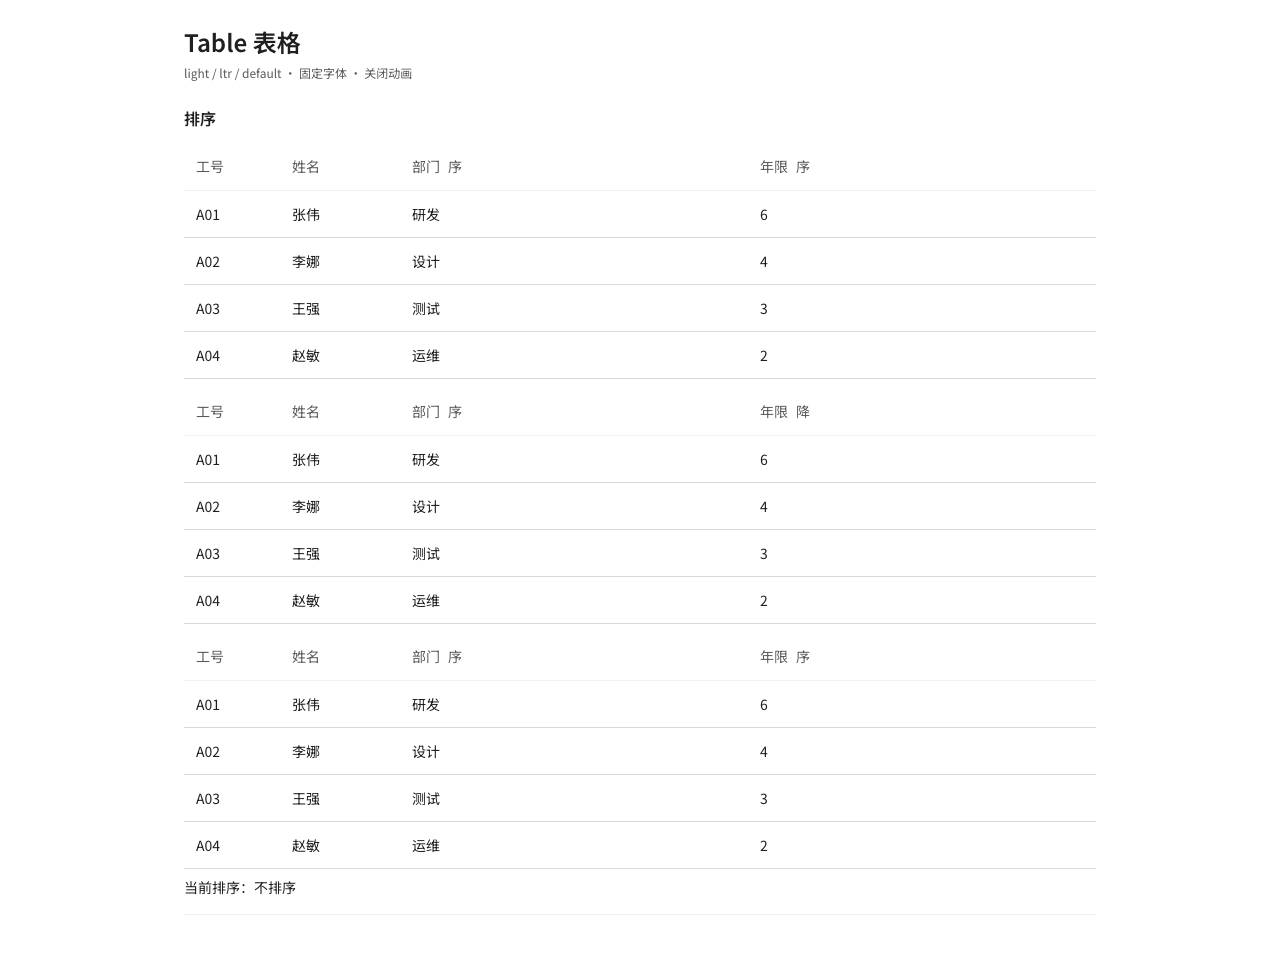 Table 表格
light / ltr / default · 固定字体 · 关闭动画
排序
工号 姓名 部门 序 年限 序
A01 张伟 研发 6
A02 李娜 设计 4
A03 王强 测试 3
A04 赵敏 运维 2
工号 姓名 部门 序 年限 降
A01 张伟 研发 6
A02 李娜 设计 4
A03 王强 测试 3
A04 赵敏 运维 2
工号 姓名 部门 序 年限 序
A01 张伟 研发 6
A02 李娜 设计 4
A03 王强 测试 3
A04 赵敏 运维 2
当前排序：不排序